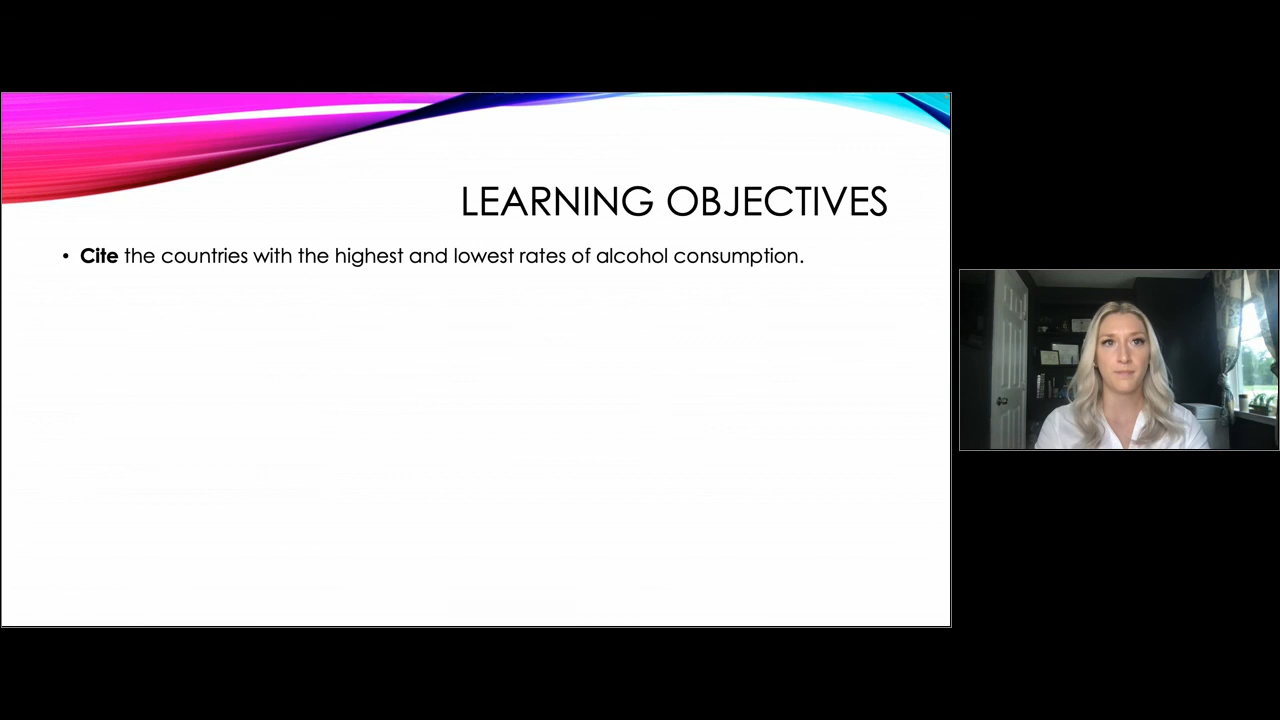 LEARNING OBJECTIVES
• Cite the countries with the highest and lowest rates of alcohol consumption.